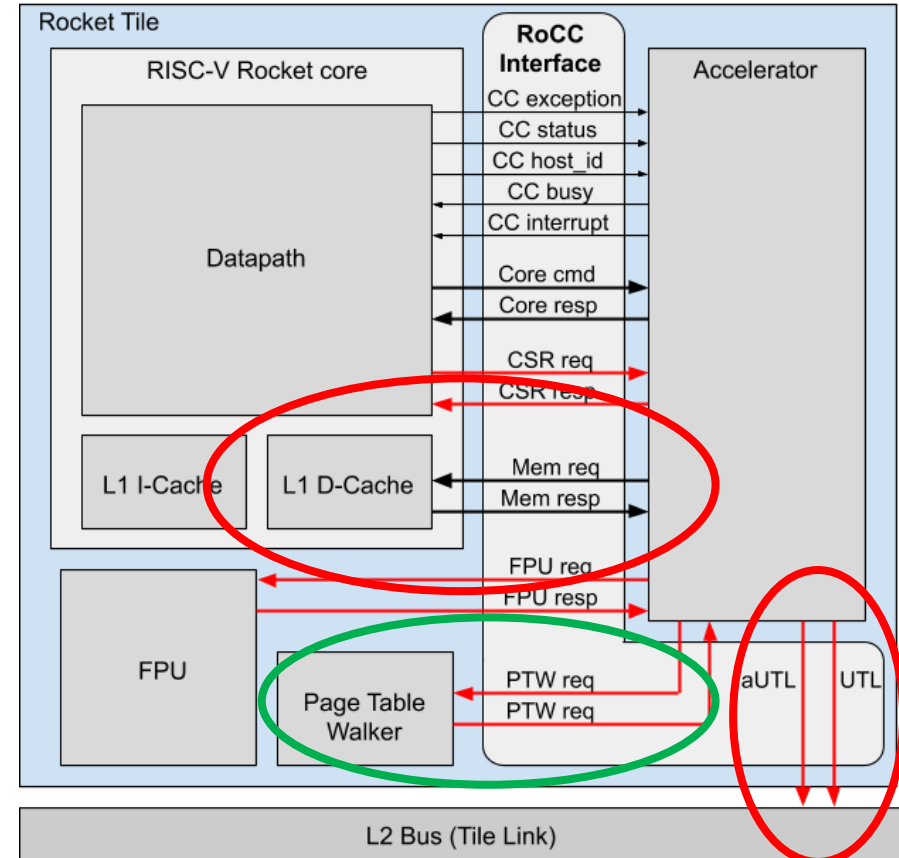 Rocket Tile
RoCC
Interface
RISC-V Rocket core
Accelerator
CC exception
CC status
CC host_id
CC busy
CC interrupt
Datapath
Core cmd
Core resp
CSR req
CSR resp
L1 I-Cache
L1 D-Cache
Mem req
Mem resp
FPU req
FPU resp
FPU
Page Table
Walker
PTW req
PTW req
aUTL
UTL
L2 Bus (Tile Link)